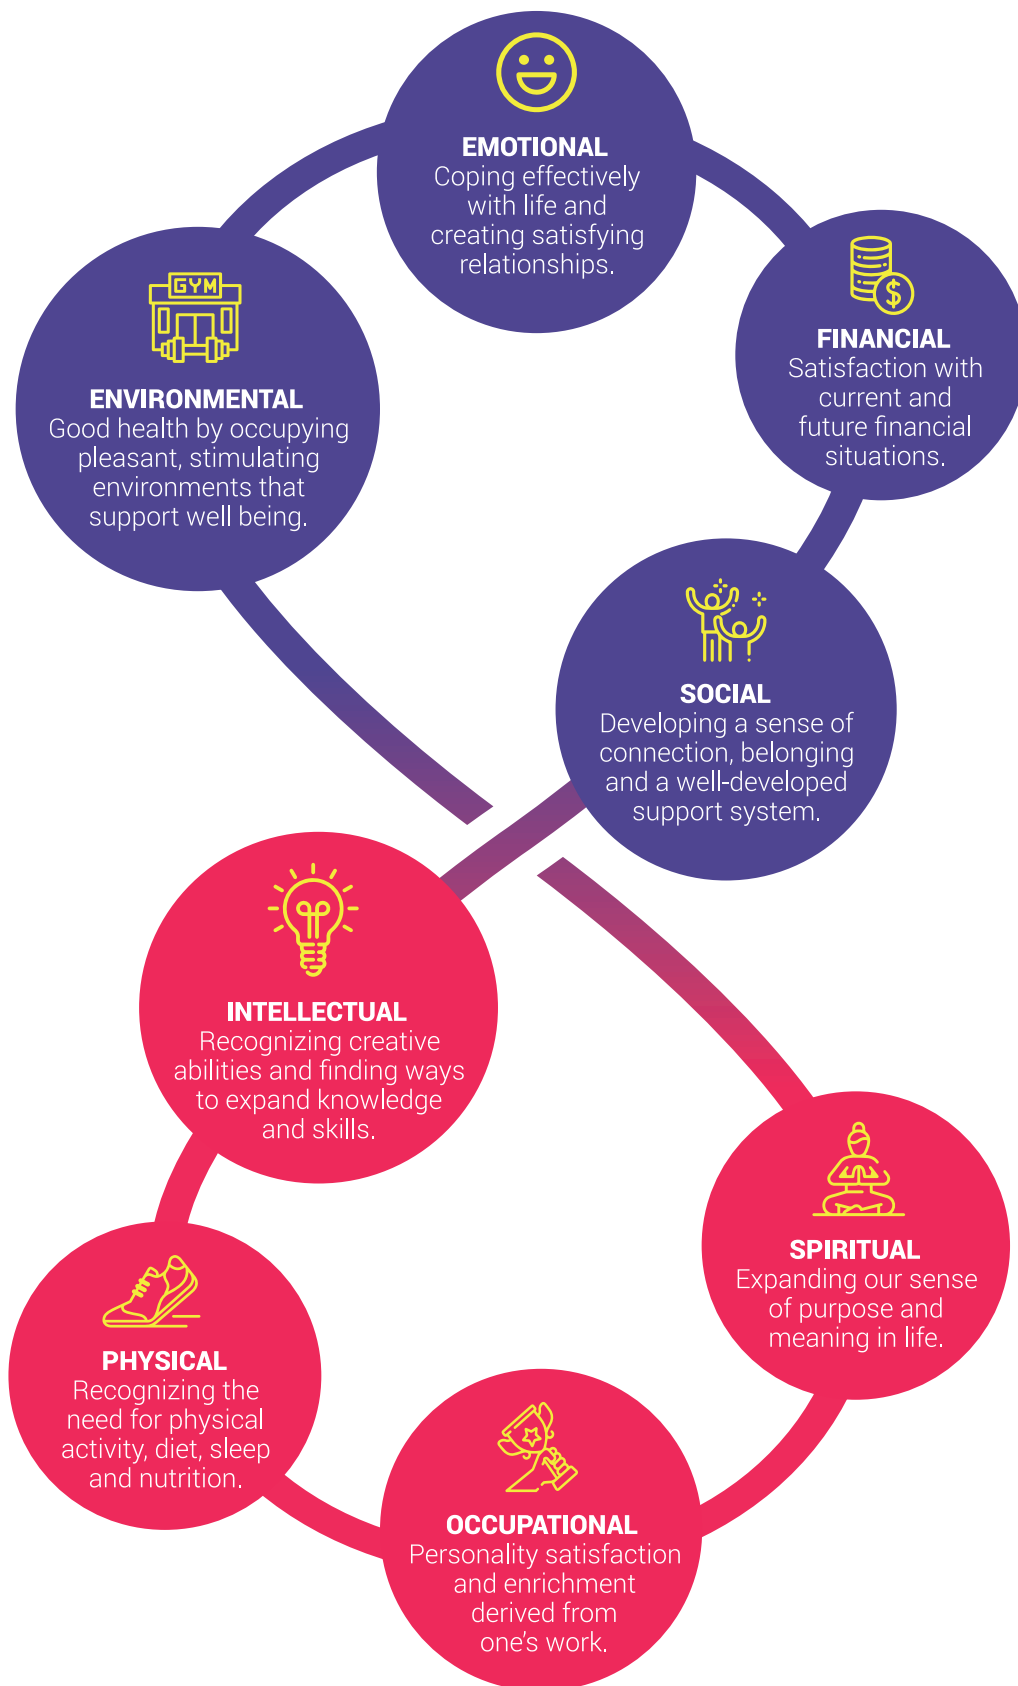 EMOTIONAL
Coping effectively
with life and
creating satisfying
relationships.
FINANCIAL
Satisfaction with
current and
future financial
situations.
GYM
ENVIRONMENTAL
Good health by occupying
pleasant, stimulating
environments that
support well being.
$
SOCIAL
Developing a sense of
connection, belonging
and a well-developed
support system.
INTELLECTUAL
Recognizing creative
abilities and finding ways
to expand knowledge
and skills.
SPIRITUAL
Expanding our sense
of purpose and
meaning in life.
PHYSICAL
Recognizing the
need for physical
activity, diet, sleep
and nutrition.
OCCUPATIONAL
Personality satisfaction
and enrichment
derived from
one's work.